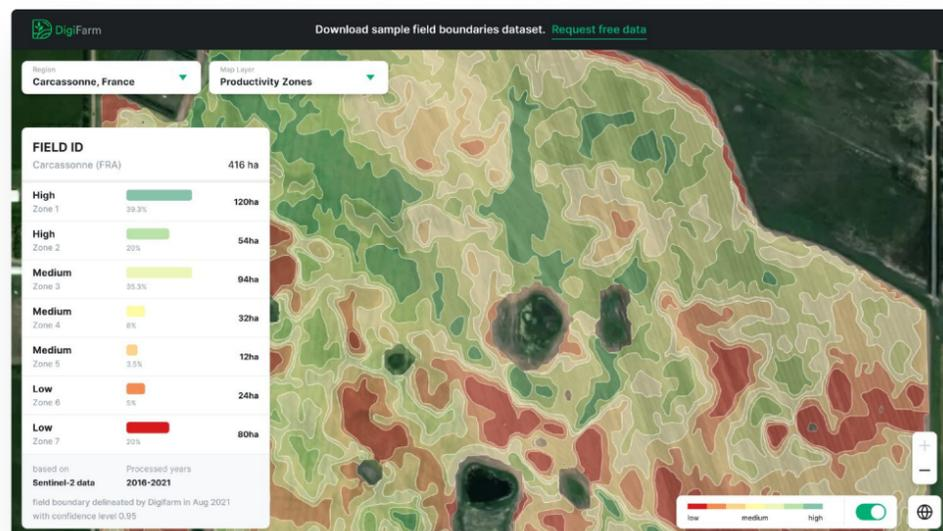 DigiFarm
Download sample field boundaries dataset. Request free data
Region
Carcassonne, France
Map Layer
Productivity Zones
FIELD ID
Carcassonne (FRA) 416 ha
High
Zone 1 39.3% 120ha
High
Zone 2 20% 54ha
Medium
Zone 3 35.3% 94ha
Medium
Zone 4 6% 32ha
Medium
Zone 5 3.5% 12ha
Low
Zone 6 5% 24ha
Low
Zone 7 20% 80ha
based on Processed years
Sentinel-2 data 2016-2021
field boundary delineated by Digifarm in Aug 2021
with confidence level 0.95
low medium high